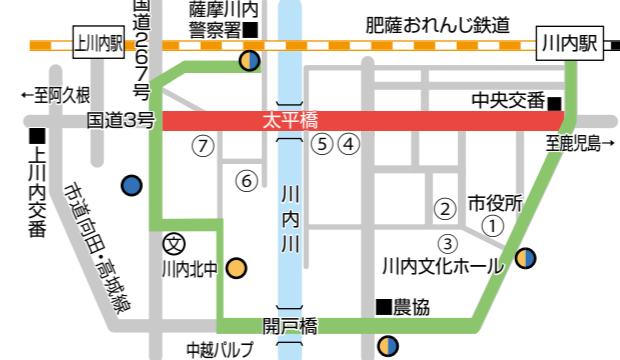 国道267号
薩摩川内
警察署
肥薩おれんじ鉄道
上川内駅
川内駅
←至阿久根
国道3号
太平橋
中央交番
至鹿児島→
上川内交番
⑦
⑤④
⑥
市道向田・高城線
川内川
②
市役所
①
③
文
川内北中
川内文化ホール
農協
開戸橋
中越パルプ